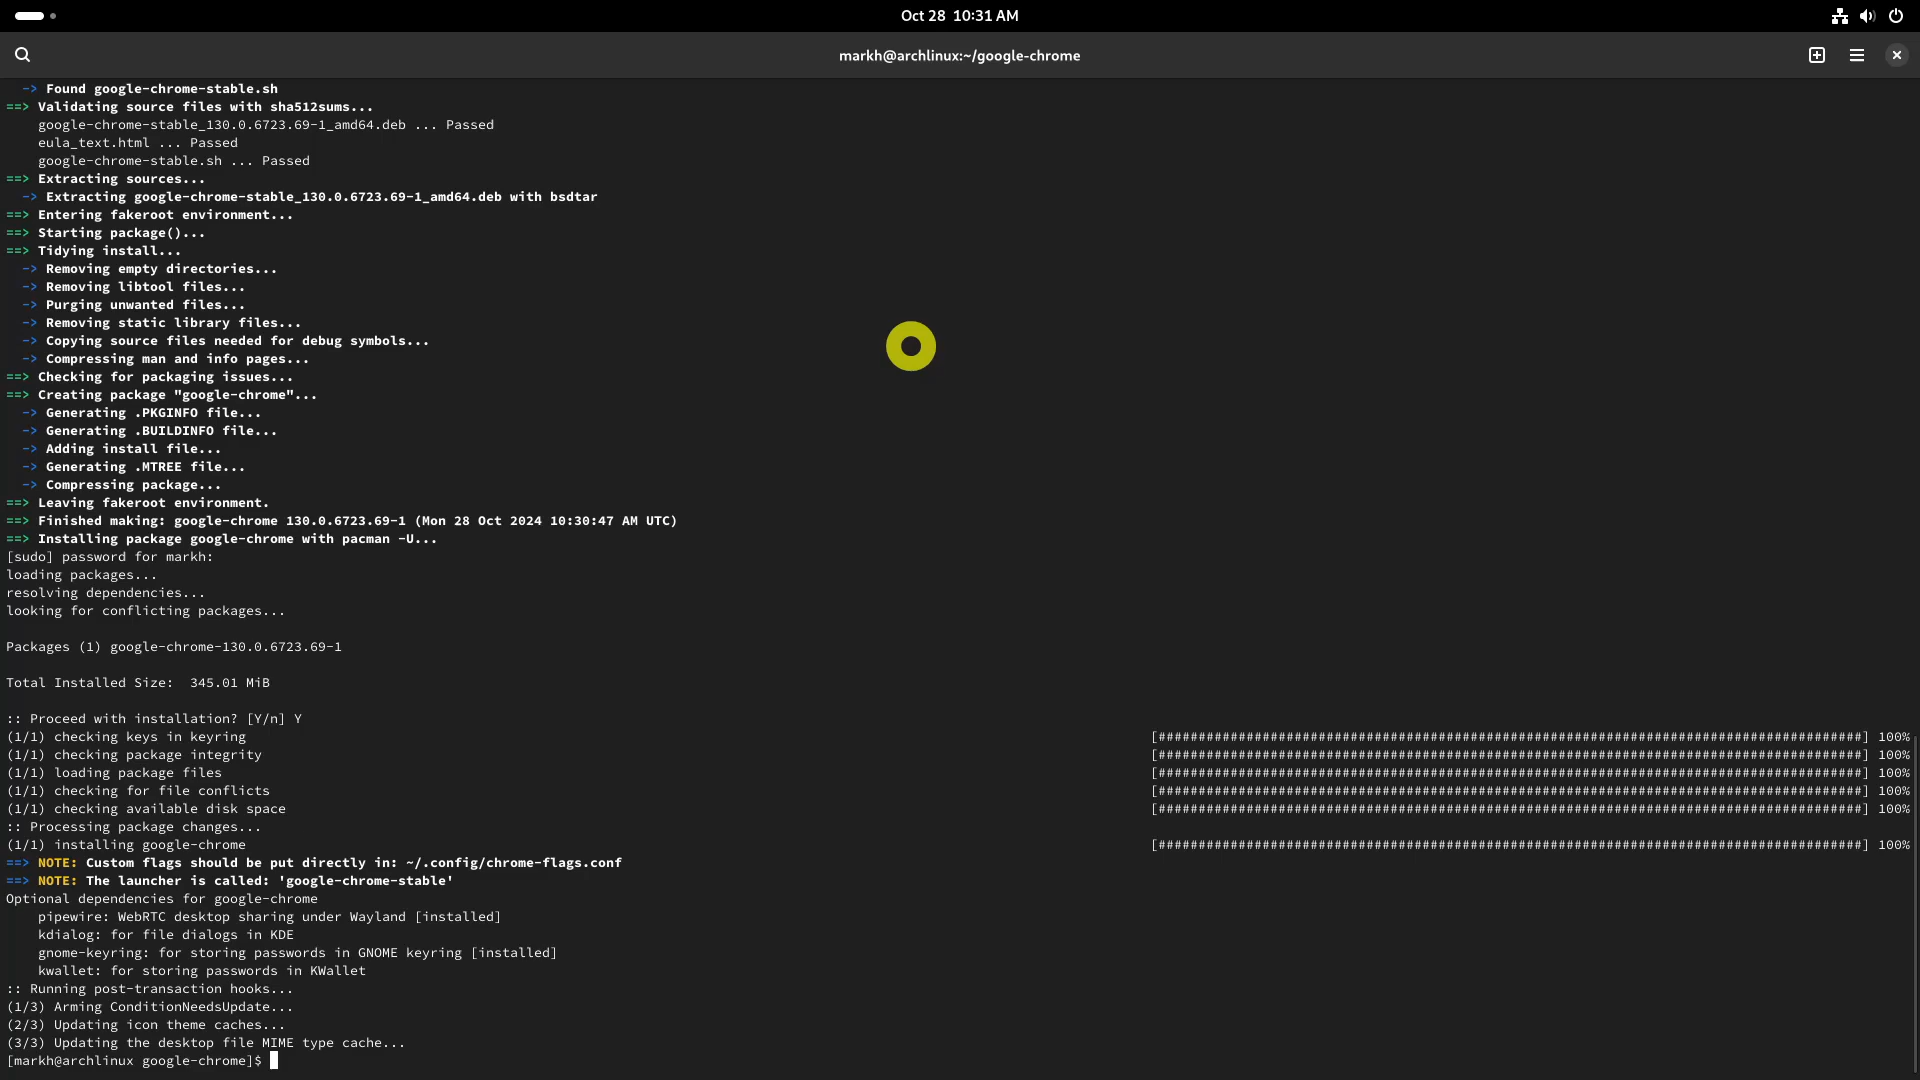 Oct 28 10:31 AM
markh@archlinux:~/google-chrome
-> Found google-chrome-stable.sh
==> Validating source files with sha512sums...
google-chrome-stable_130.0.6723.69-1_amd64.deb ... Passed
eula_text.html ... Passed
google-chrome-stable.sh ... Passed
==> Extracting sources...
-> Extracting google-chrome-stable_130.0.6723.69-1_amd64.deb with bsdtar
==> Entering fakeroot environment...
==> Starting package()...
==> Tidying install...
-> Removing empty directories...
-> Removing libtool files...
-> Purging unwanted files...
-> Removing static library files...
-> Copying source files needed for debug symbols...
-> Compressing man and info pages...
==> Checking for packaging issues...
==> Creating package "google-chrome"...
-> Generating .PKGINFO file...
-> Generating .BUILDINFO file...
-> Adding install file...
-> Generating .MTREE file...
-> Compressing package...
==> Leaving fakeroot environment.
==> Finished making: google-chrome 130.0.6723.69-1 (Mon 28 Oct 2024 10:30:47 AM UTC)
==> Installing package google-chrome with pacman -U...
[sudo] password for markh:
loading packages...
resolving dependencies...
looking for conflicting packages...
Packages (1) google-chrome-130.0.6723.69-1
Total Installed Size:  345.01 MiB
:: Proceed with installation? [Y/n] Y
(1/1) checking keys in keyring [########################################################################################] 100%
(1/1) checking package integrity [########################################################################################] 100%
(1/1) loading package files [########################################################################################] 100%
(1/1) checking for file conflicts [########################################################################################] 100%
(1/1) checking available disk space [########################################################################################] 100%
:: Processing package changes...
(1/1) installing google-chrome [########################################################################################] 100%
==> NOTE: Custom flags should be put directly in: ~/.config/chrome-flags.conf
==> NOTE: The launcher is called: 'google-chrome-stable'
Optional dependencies for google-chrome
pipewire: WebRTC desktop sharing under Wayland [installed]
kdialog: for file dialogs in KDE
gnome-keyring: for storing passwords in GNOME keyring [installed]
kwallet: for storing passwords in KWallet
:: Running post-transaction hooks...
(1/3) Arming ConditionNeedsUpdate...
(2/3) Updating icon theme caches...
(3/3) Updating the desktop file MIME type cache...
[markh@archlinux google-chrome]$